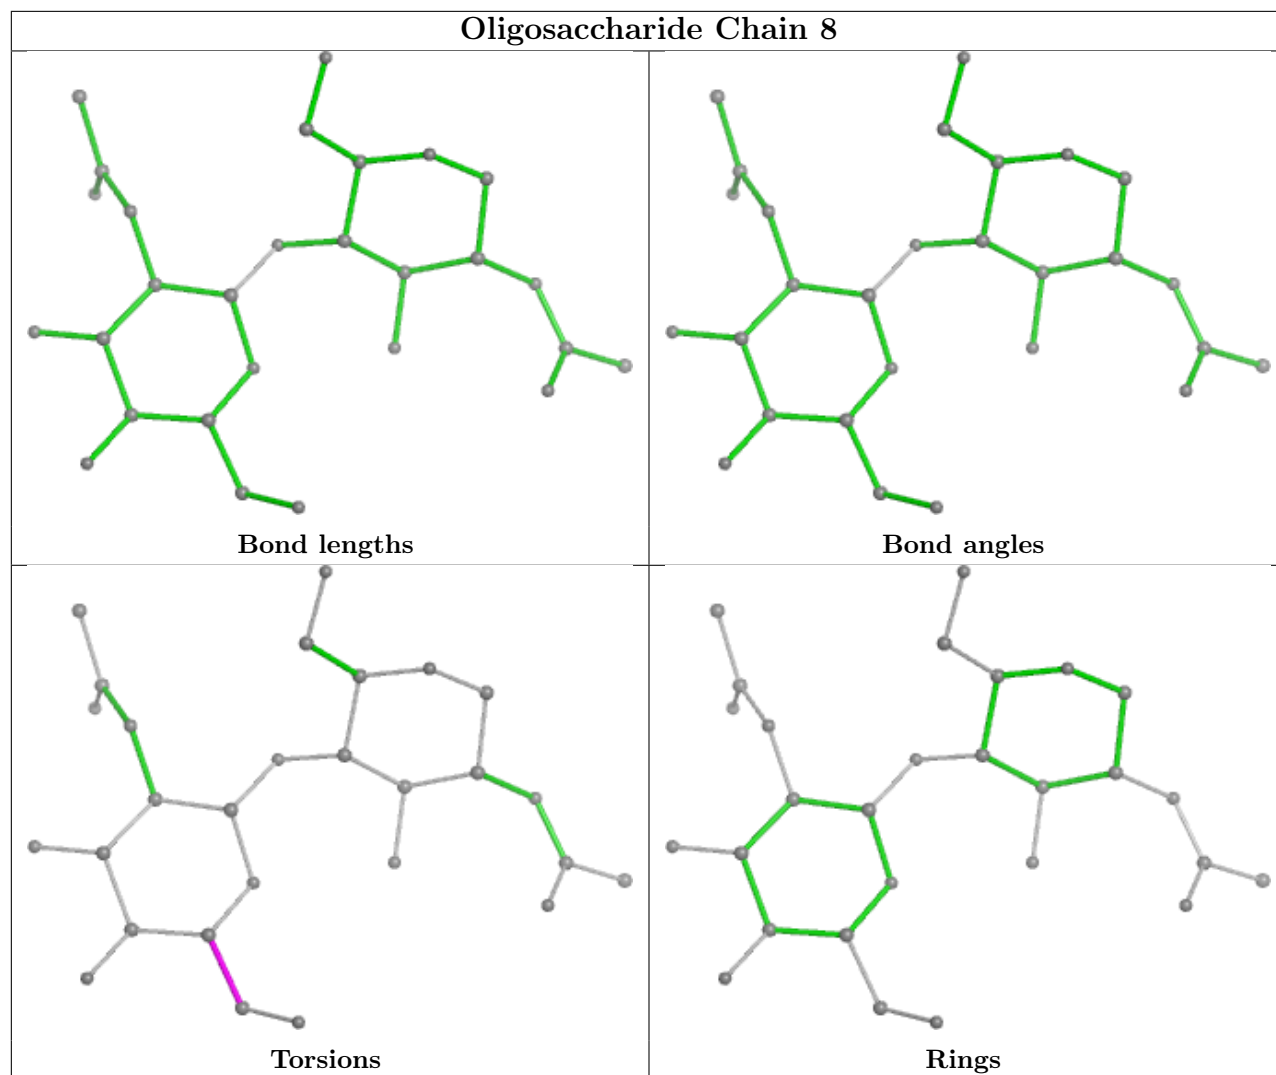 Oligosaccharide Chain 8
Bond lengths
Bond angles
Torsions
Rings